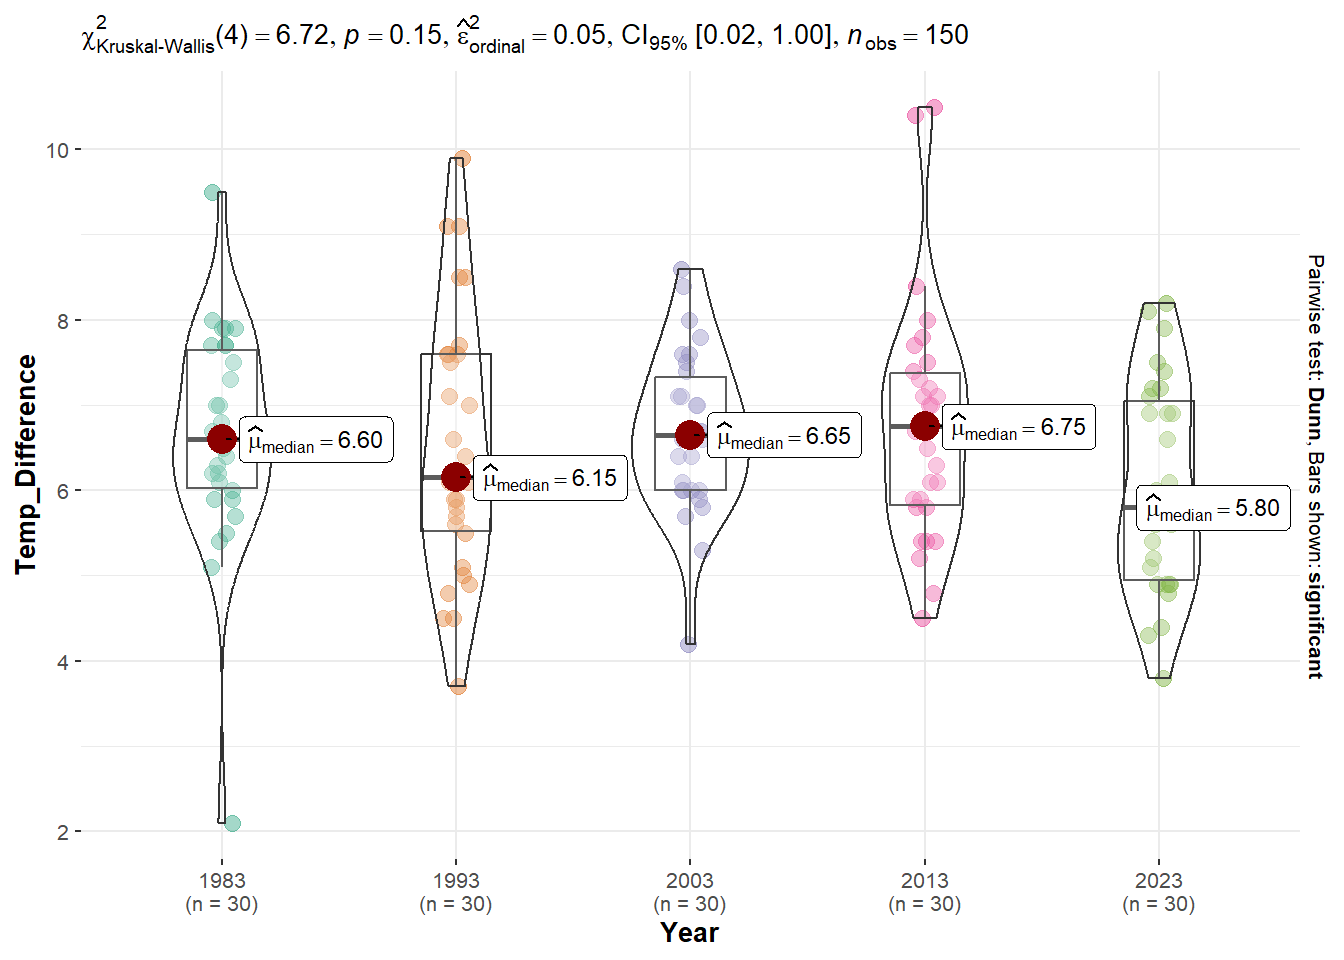 χ²Kruskal-Wallis(4) = 6.72, p = 0.15, ε̂²ordinal = 0.05, CI95% [0.02, 1.00], nobs = 150
10
8
6
4
2
Temp_Difference
μ̂median = 6.60
μ̂median = 6.15
μ̂median = 6.65
μ̂median = 6.75
μ̂median = 5.80
Pairwise test: Dunn, Bars shown: significant
1983
(n = 30)
1993
(n = 30)
2003
(n = 30)
2013
(n = 30)
2023
(n = 30)
Year